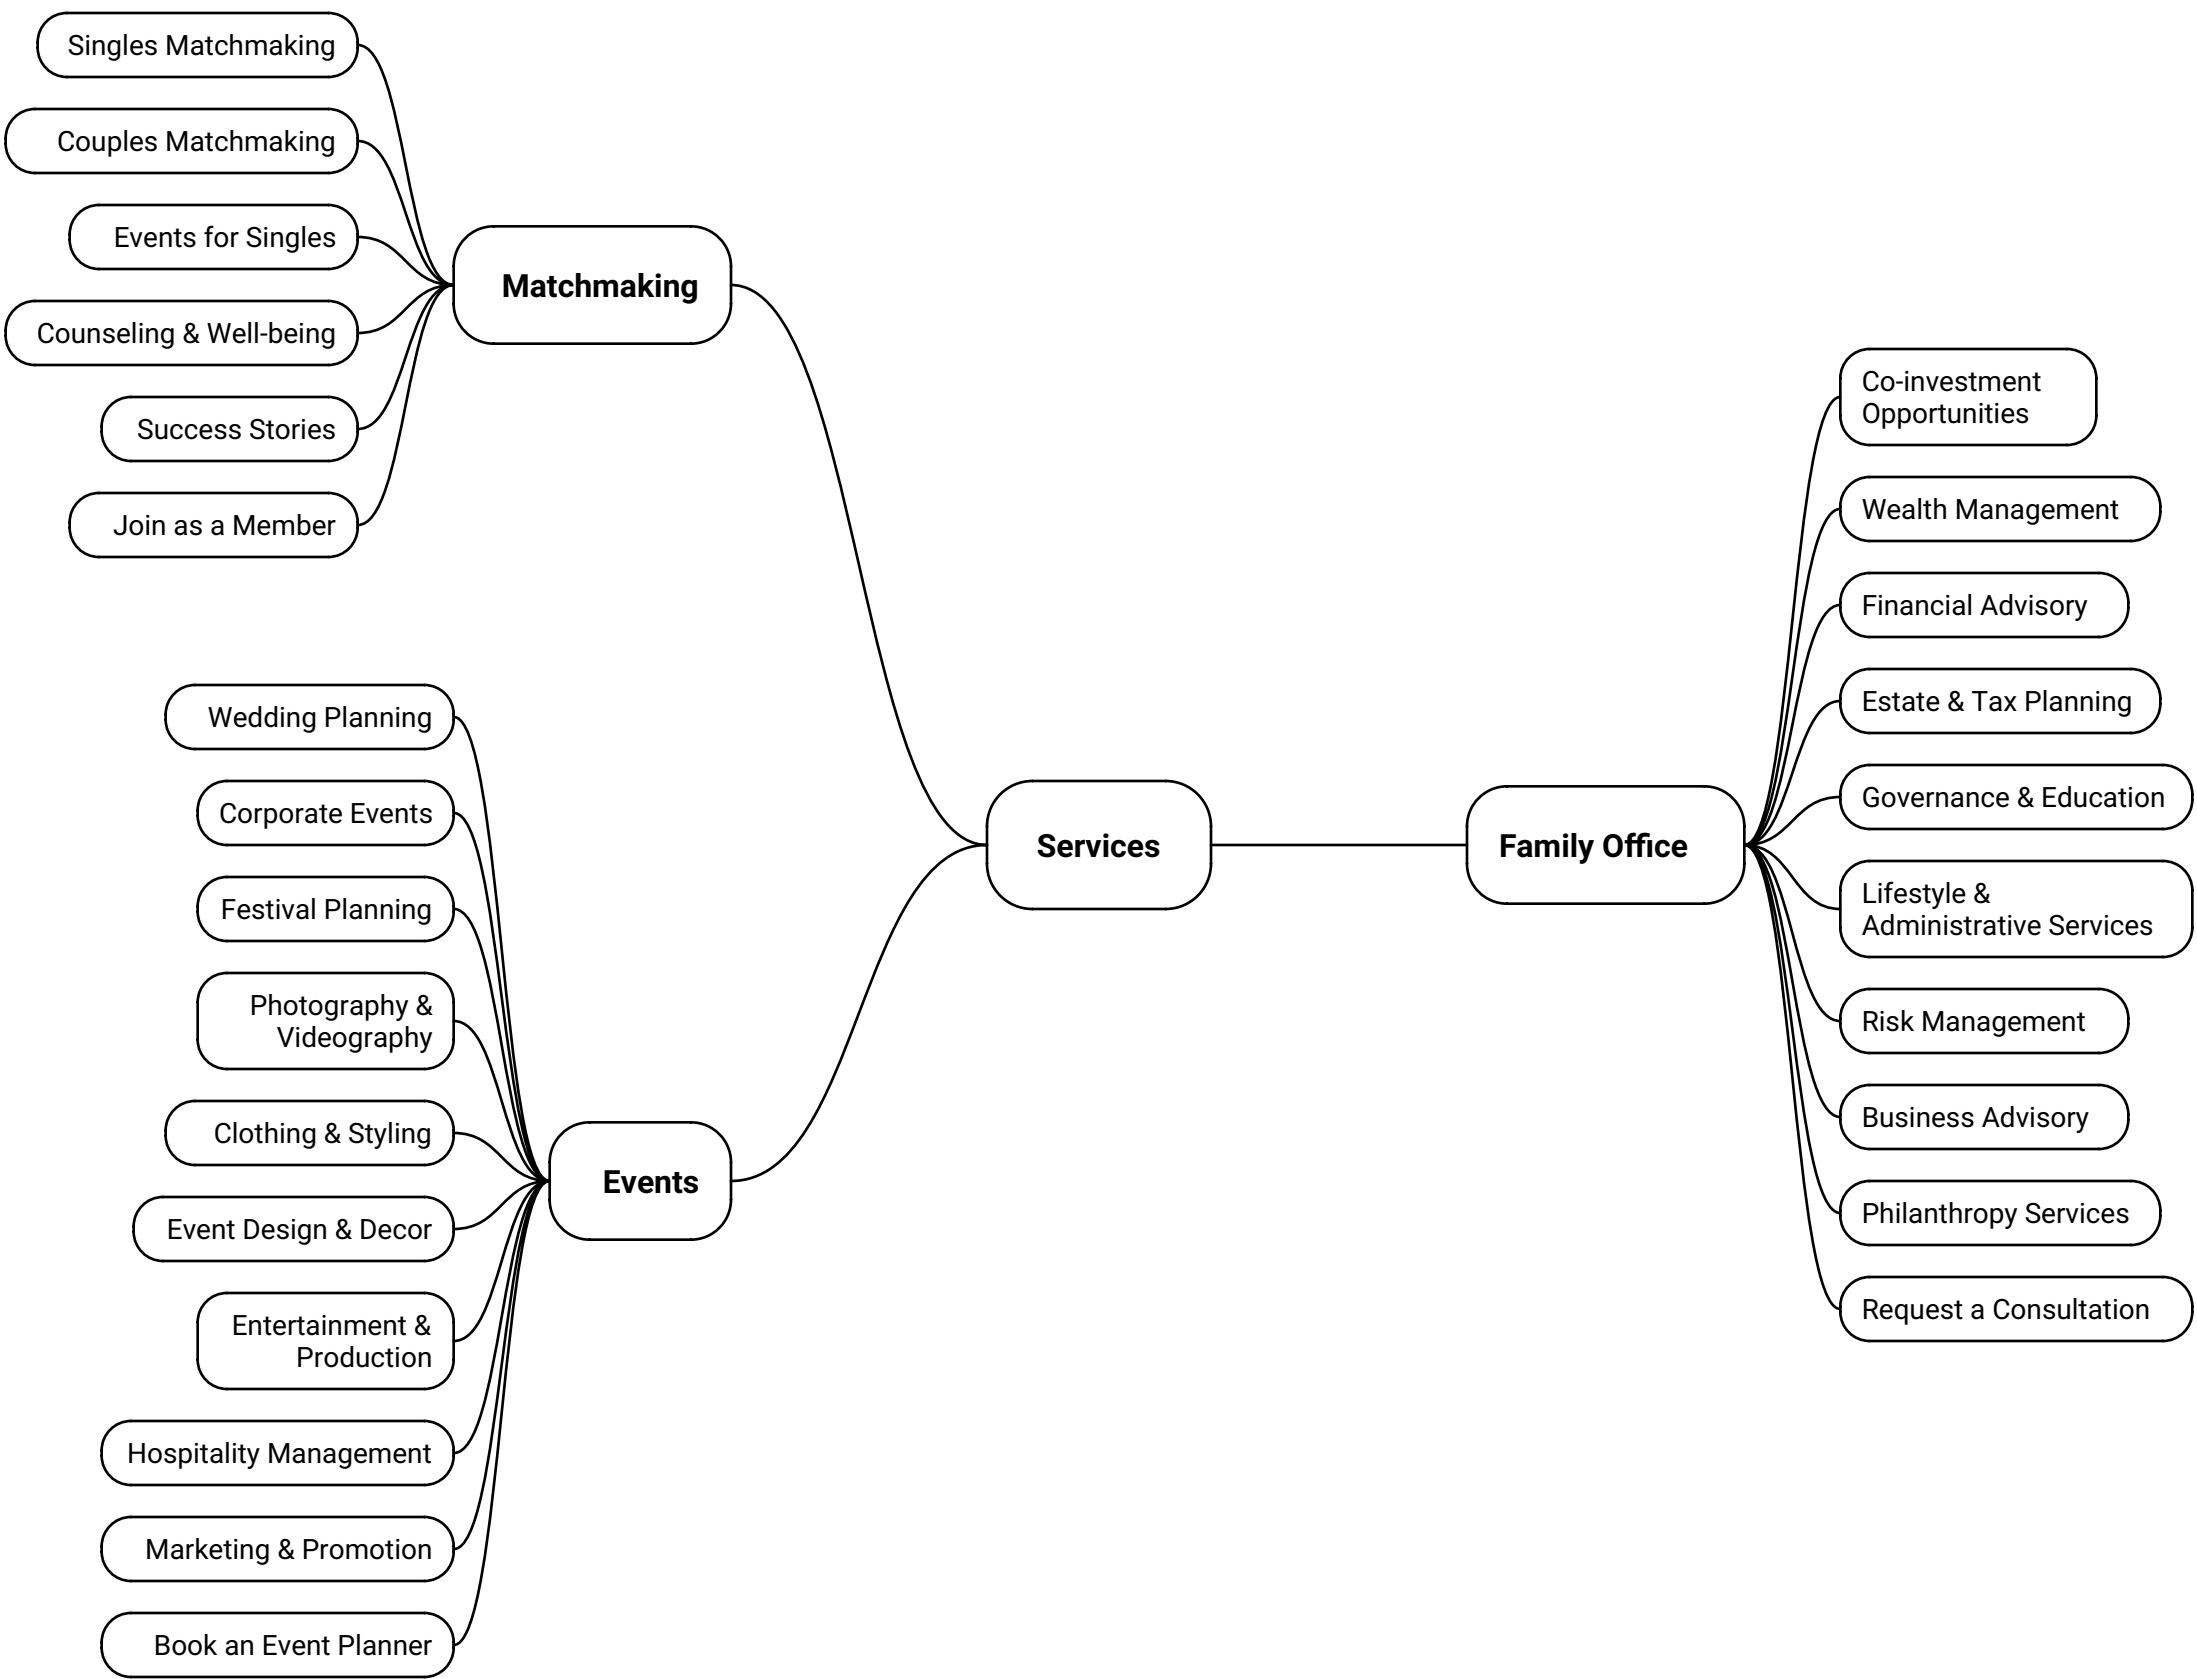 Singles Matchmaking
Couples Matchmaking
Events for Singles
Counseling & Well-being
Success Stories
Join as a Member
Matchmaking
Wedding Planning
Corporate Events
Festival Planning
Photography &
Videography
Clothing & Styling
Event Design & Decor
Entertainment &
Production
Hospitality Management
Marketing & Promotion
Book an Event Planner
Events
Services
Family Office
Co-investment
Opportunities
Wealth Management
Financial Advisory
Estate & Tax Planning
Governance & Education
Lifestyle &
Administrative Services
Risk Management
Business Advisory
Philanthropy Services
Request a Consultation